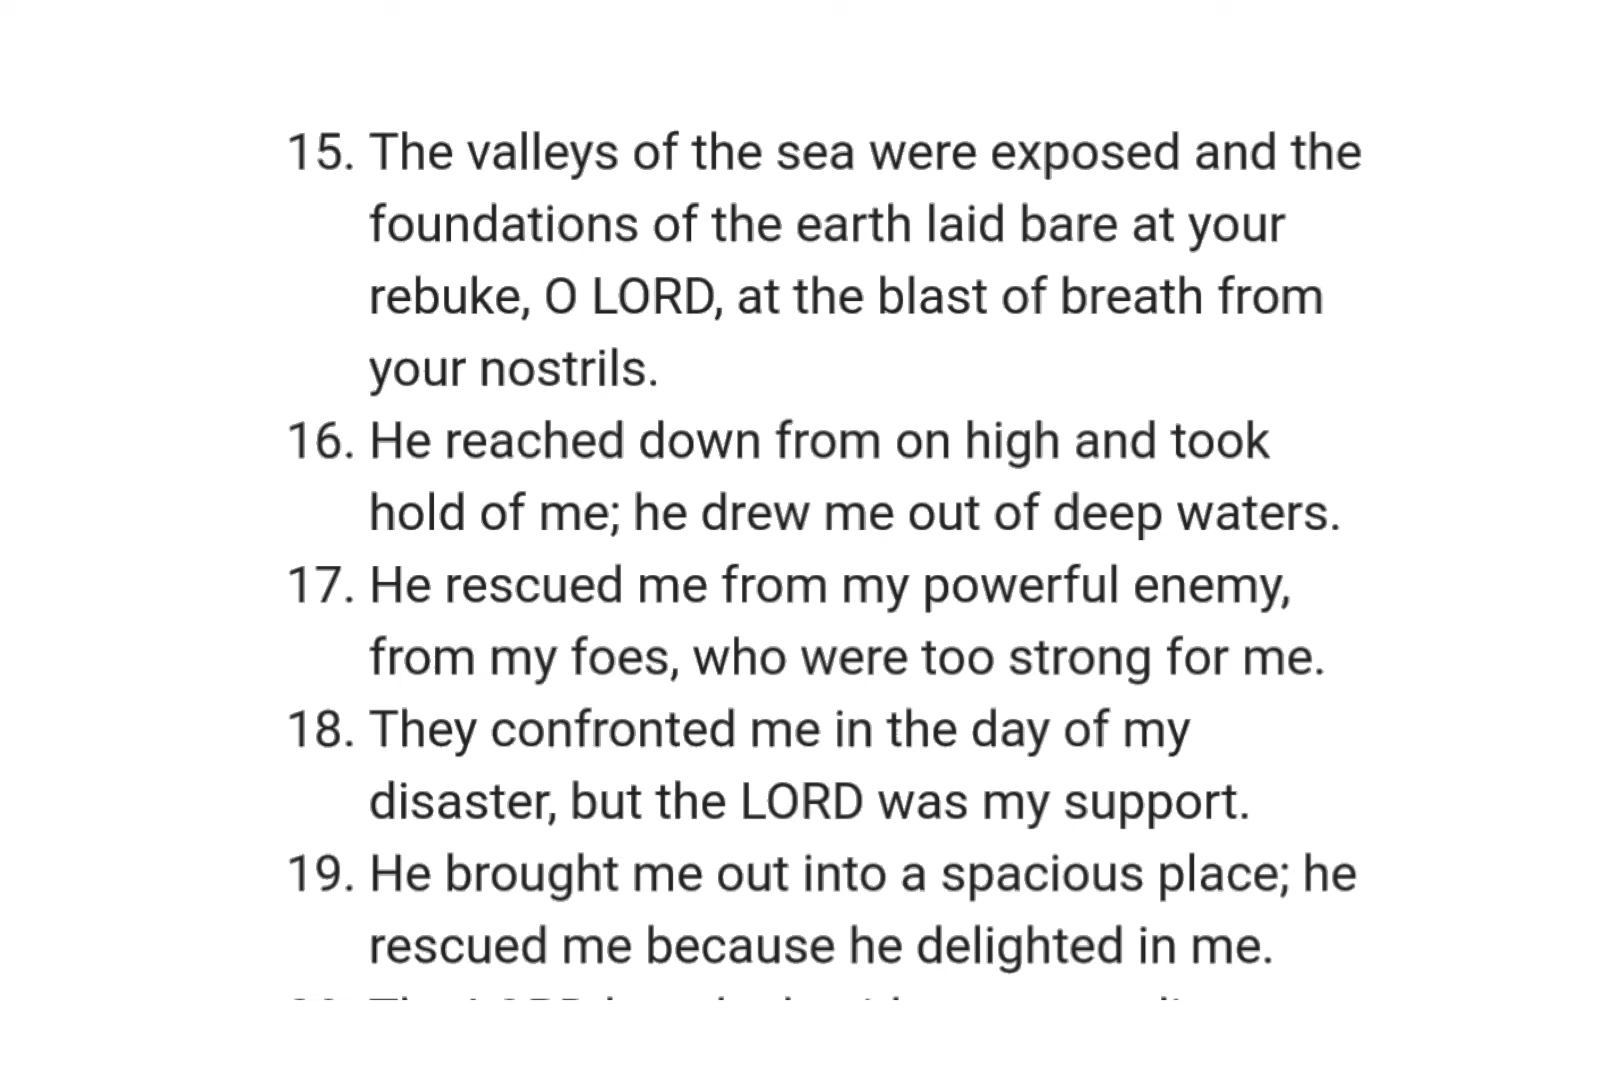 15. The valleys of the sea were exposed and the
foundations of the earth laid bare at your
rebuke, O LORD, at the blast of breath from
your nostrils.
16. He reached down from on high and took
hold of me; he drew me out of deep waters.
17. He rescued me from my powerful enemy,
from my foes, who were too strong for me.
18. They confronted me in the day of my
disaster, but the LORD was my support.
19. He brought me out into a spacious place; he
rescued me because he delighted in me.